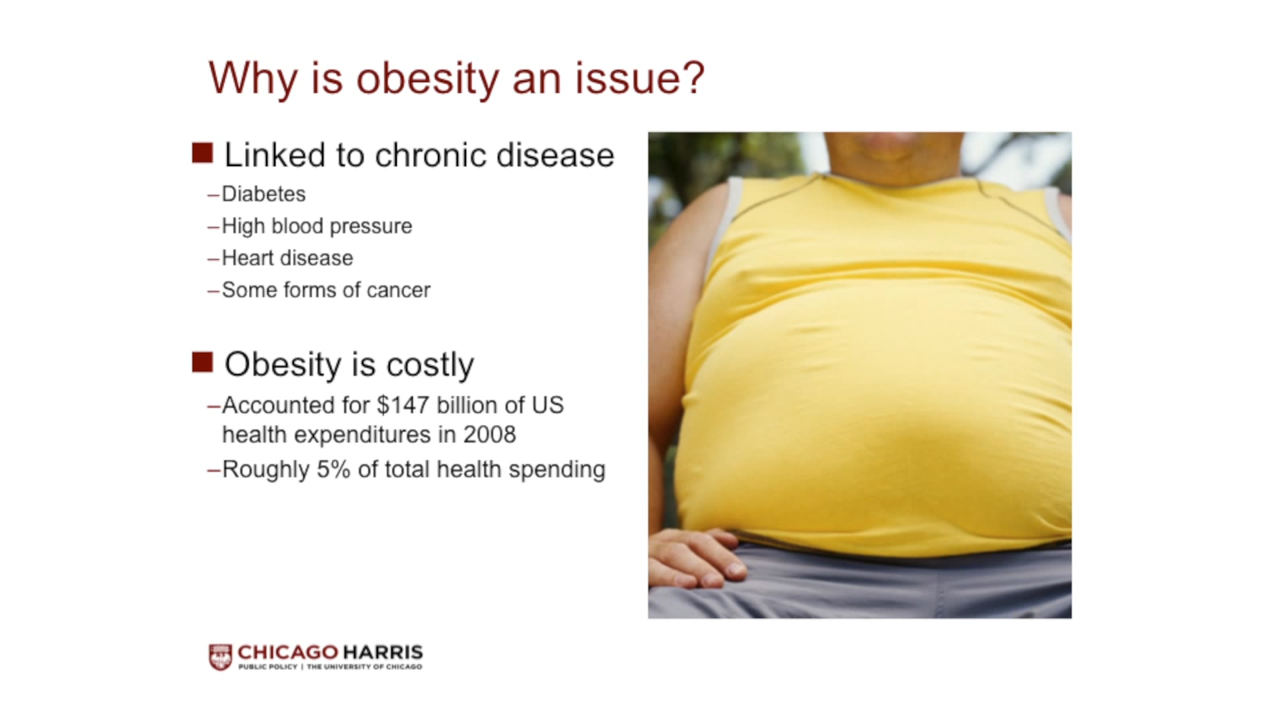 Why is obesity an issue?
Linked to chronic disease
–Diabetes
–High blood pressure
–Heart disease
–Some forms of cancer
Obesity is costly
–Accounted for $147 billion of US
health expenditures in 2008
–Roughly 5% of total health spending
CHICAGO HARRIS
PUBLIC POLICY | THE UNIVERSITY OF CHICAGO